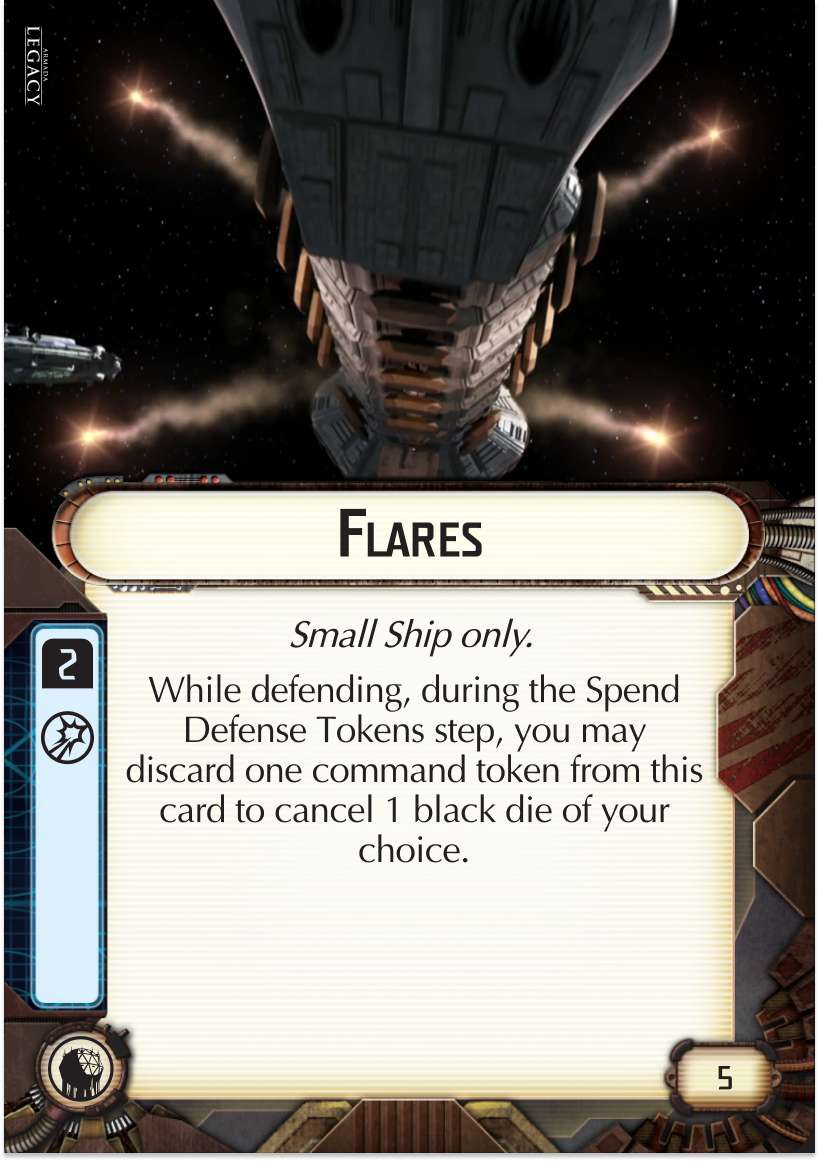 ARMADA
LEGACY
FLARES
2
Small Ship only.
While defending, during the Spend
Defense Tokens step, you may
discard one command token from this
card to cancel 1 black die of your
choice.
5